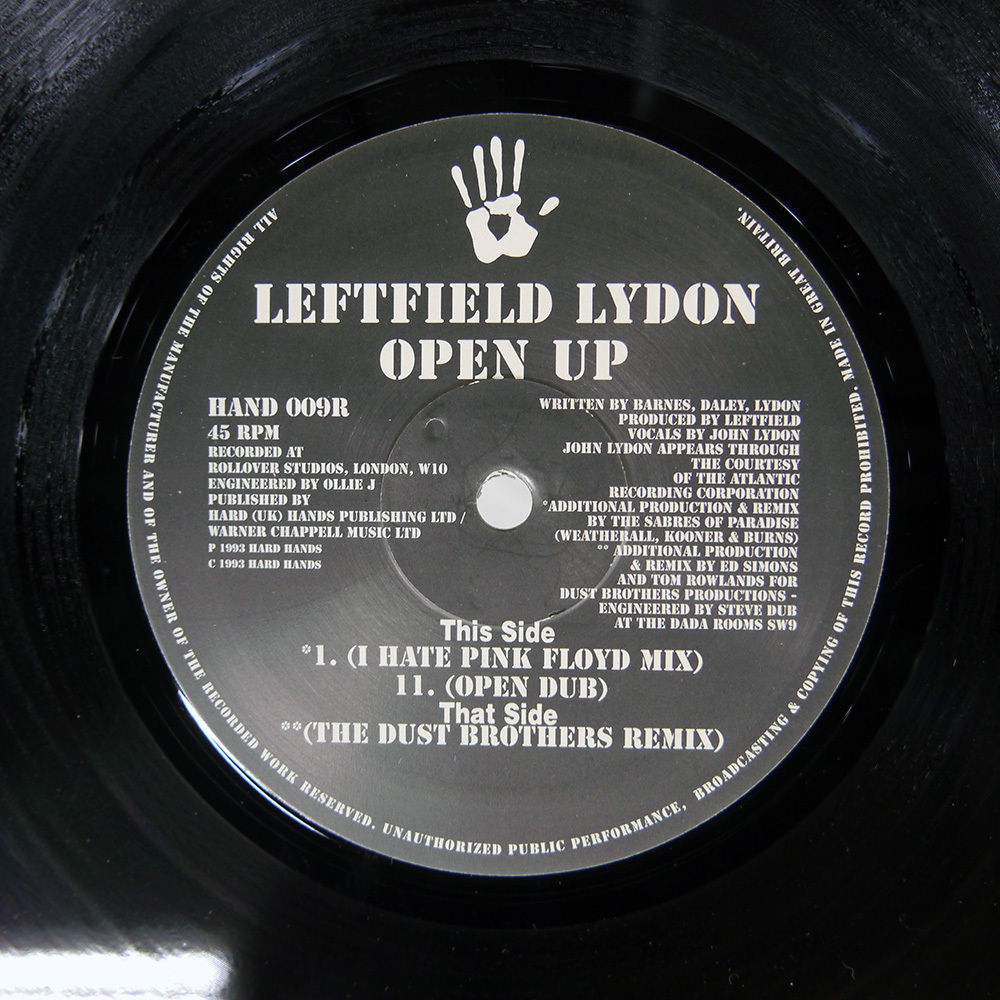 LEFTFIELD LYDON
OPEN UP
HAND 009R
45 RPM
RECORDED AT
ROLLOVER STUDIOS, LONDON, W10
ENGINEERED BY OLLIE J
PUBLISHED BY
HARD (UK) HANDS PUBLISHING LTD /
WARNER CHAPPELL MUSIC LTD
P 1993 HARD HANDS
C 1993 HARD HANDS
WRITTEN BY BARNES, DALEY, LYDON
PRODUCED BY LEFTFIELD
VOCALS BY JOHN LYDON
JOHN LYDON APPEARS THROUGH
THE COURTESY
OF THE ATLANTIC
RECORDING CORPORATION
*ADDITIONAL PRODUCTION & REMIX
BY THE SABRES OF PARADISE
(WEATHERALL, KOONER & BURNS)
** ADDITIONAL PRODUCTION
& REMIX BY ED SIMONS
AND TOM ROWLANDS FOR
DUST BROTHERS PRODUCTIONS -
ENGINEERED BY STEVE DUB
AT THE DADA ROOMS SW9
This Side
*1. (I HATE PINK FLOYD MIX)
11. (OPEN DUB)
That Side
**(THE DUST BROTHERS REMIX)
ALL RIGHTS OF THE MANUFACTURER AND OF THE OWNER OF THE RECORDED WORK RESERVED. UNAUTHORIZED PUBLIC PERFORMANCE, BROADCASTING & COPYING OF THIS RECORD PROHIBITED. MADE IN GREAT BRITTAIN.